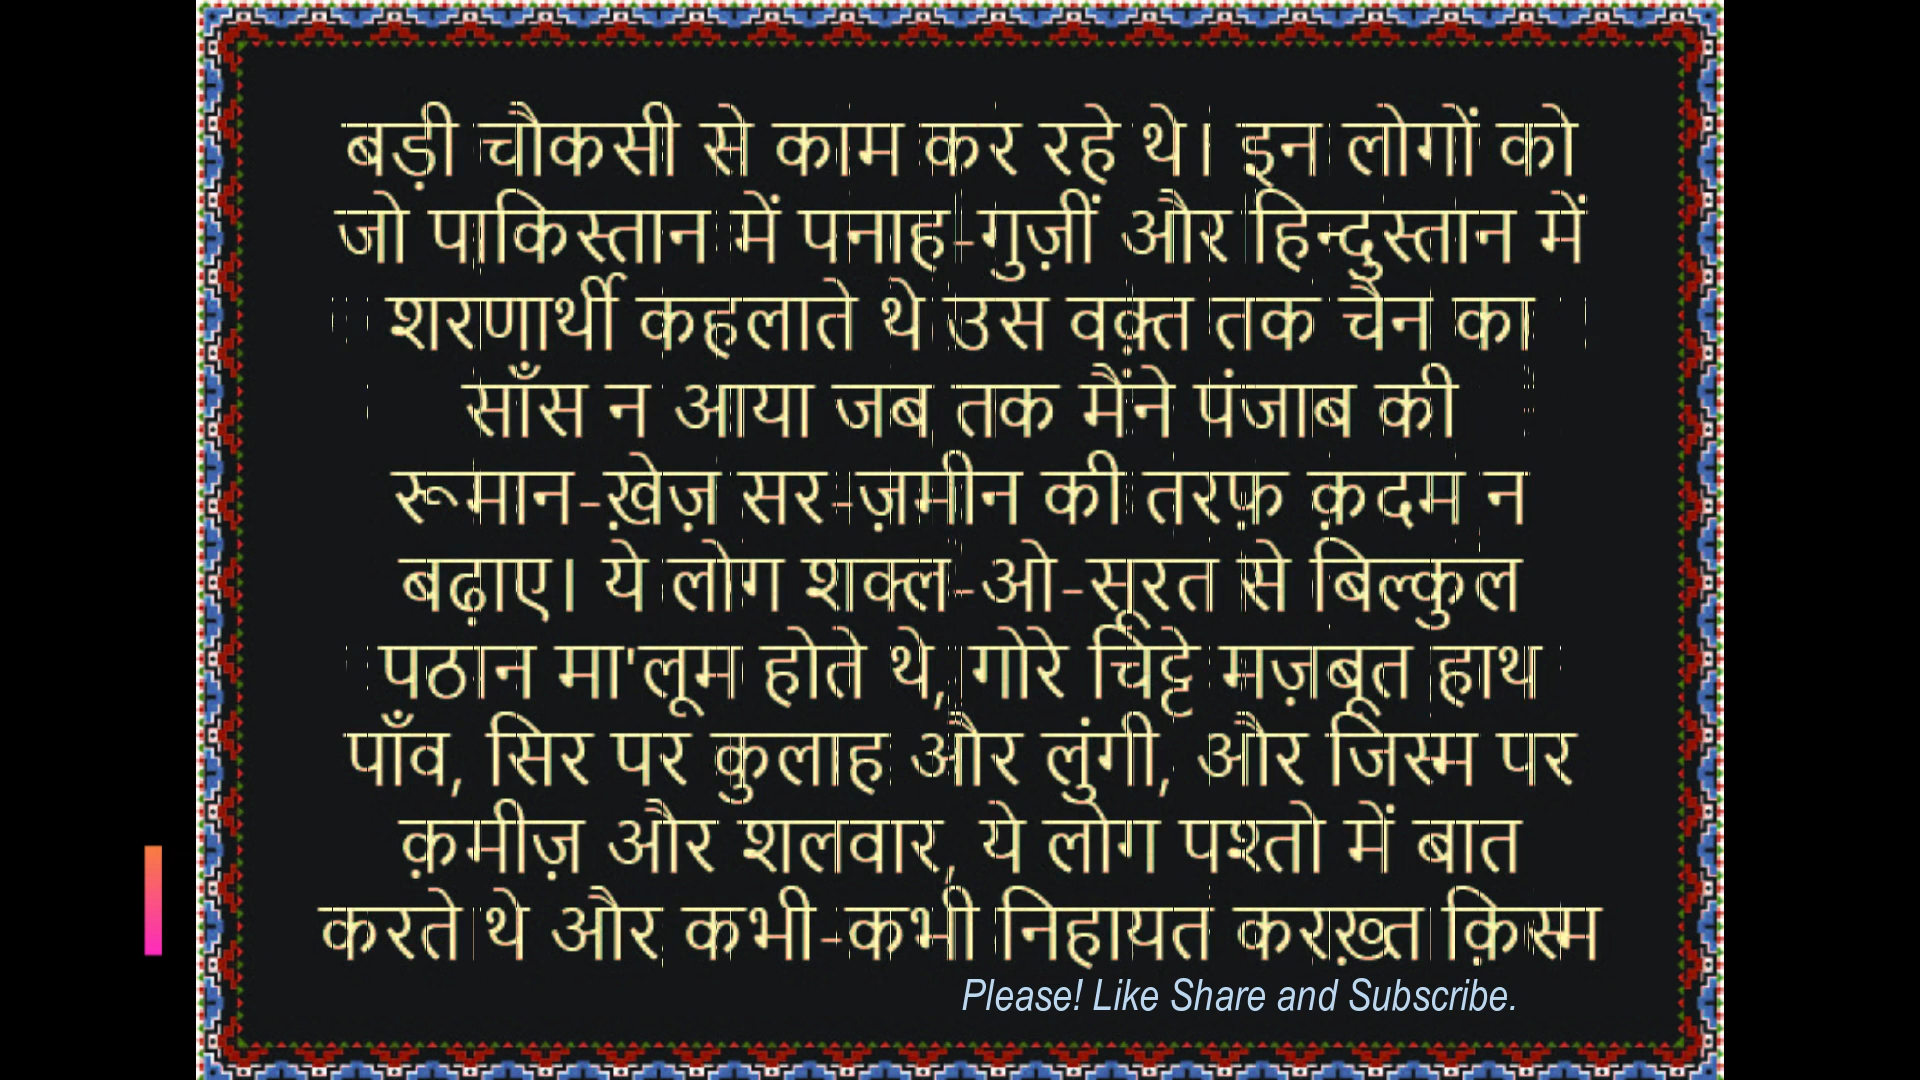 बड़ी चौकसी से काम कर रहे थे। इन लोगों को
जो पाकिस्तान में पनाह-गुज़ीं और हिन्दुस्तान में
शरणार्थी कहलाते थे उस वक़्त तक चैन का
साँस न आया जब तक मैंने पंजाब की
रूमान-ख़ेज़ सर-ज़मीन की तरफ़ क़दम न
बढ़ाए। ये लोग शक्ल-ओ-सूरत से बिल्कुल
पठान मा'लूम होते थे, गोरे चिट्टे मज़बूत हाथ
पाँव, सिर पर कुलाह और लुंगी, और जिस्म पर
क़मीज़ और शलवार, ये लोग पश्तो में बात
करते थे और कभी-कभी निहायत करख़्त क़िस्म
Please! Like Share and Subscribe.